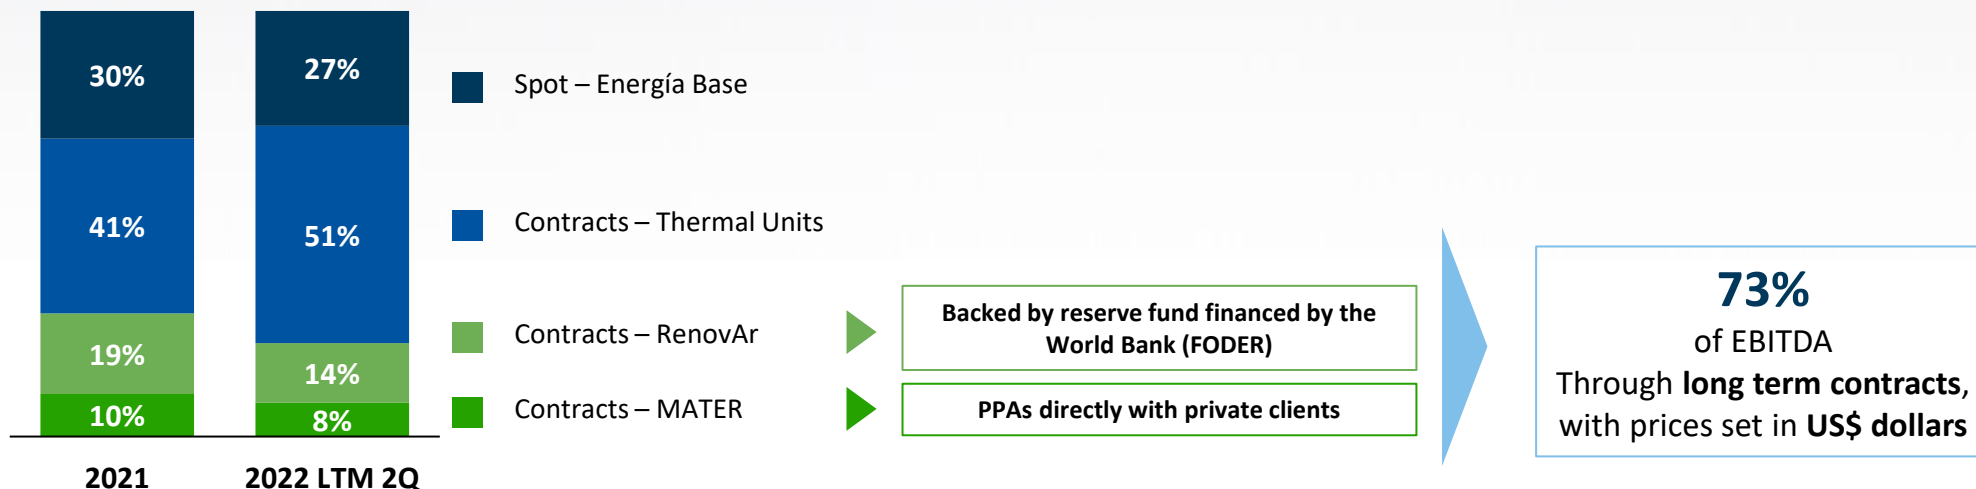 30%
41%
19%
10%
2021
27%
51%
14%
8%
2022 LTM 2Q
Spot – Energía Base
Contracts – Thermal Units
Contracts – RenovAr
Contracts – MATER
Backed by reserve fund financed by the
World Bank (FODER)
PPAs directly with private clients
73%
of EBITDA
Through long term contracts,
with prices set in US$ dollars